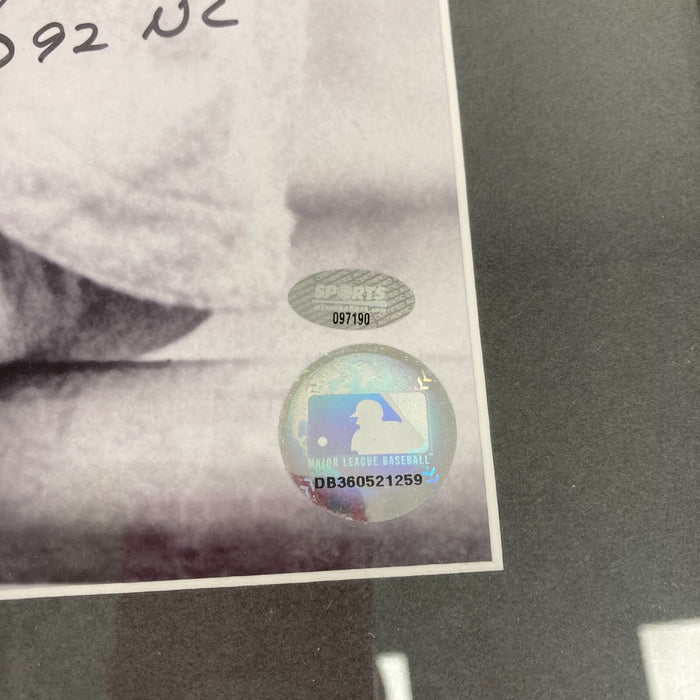 92 NL
SPORTS
097190
MAJOR LEAGUE BASEBALL
DB360521259